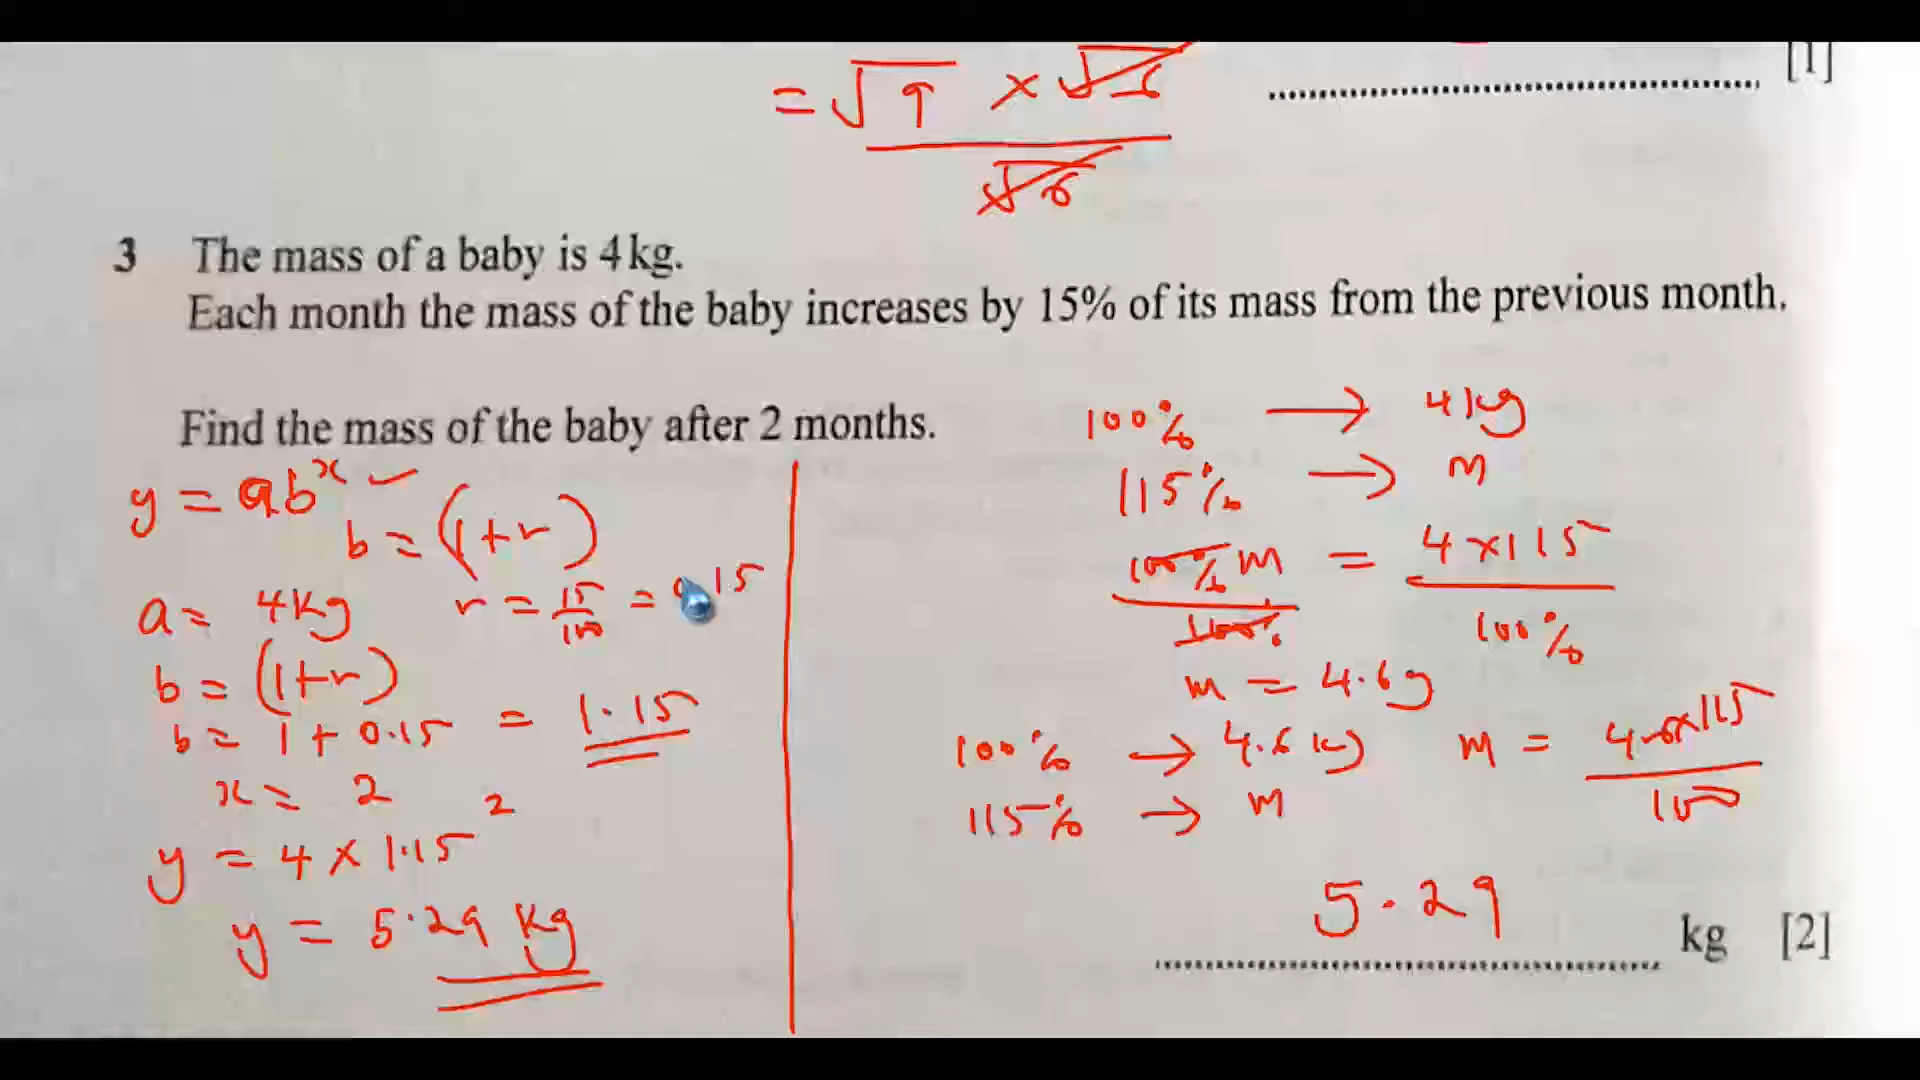 [1]
= √9 × √6
√6
3 The mass of a baby is 4 kg.
Each month the mass of the baby increases by 15% of its mass from the previous month.
Find the mass of the baby after 2 months.
y = ab^x ✓
b = (1+r)
a = 4kg r = 15/100 = 0.15
b = (1+r)
b = 1 + 0.15 = 1.15
x = 2
y = 4 × 1.15^2
y = 5.29 kg
100% → 4kg
115% → m
100% m = 4×115
100% 100%
m = 4.6g
100% → 4.6kg m = 4.6×115
115% → m 100
5.29
kg [2]